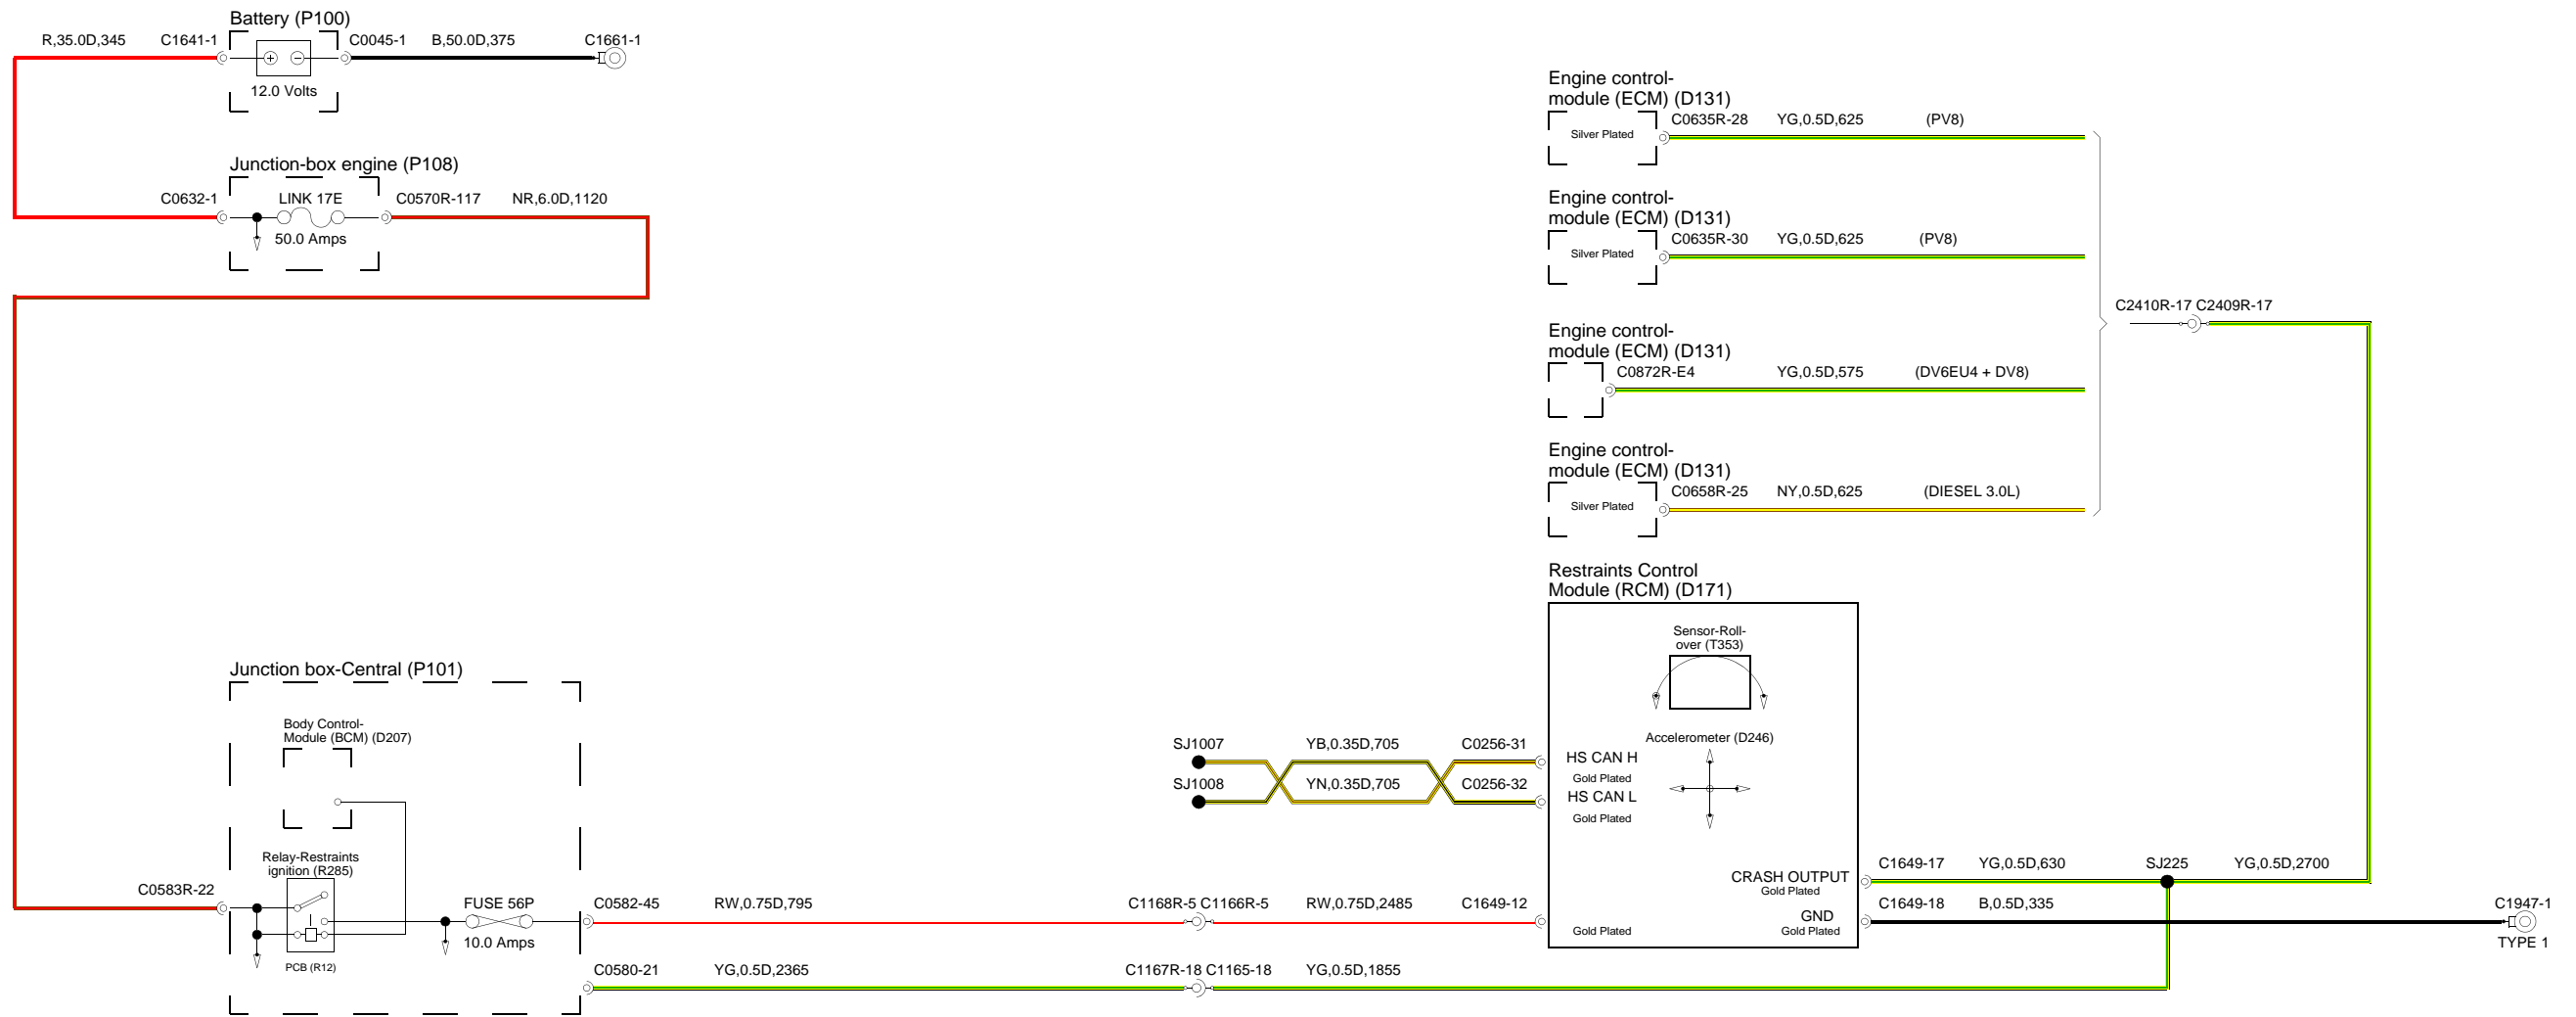 Battery (P100)
R,35.0D,345
C1641-1
C0045-1
B,50.0D,375
C1661-1
12.0 Volts
Junction-box engine (P108)
C0632-1
LINK 17E
C0570R-117
NR,6.0D,1120
50.0 Amps
Engine control-
module (ECM) (D131)
Silver Plated
C0635R-28
YG,0.5D,625
(PV8)
Engine control-
module (ECM) (D131)
Silver Plated
C0635R-30
YG,0.5D,625
(PV8)
C2410R-17 C2409R-17
Engine control-
module (ECM) (D131)
C0872R-E4
YG,0.5D,575
(DV6EU4 + DV8)
Engine control-
module (ECM) (D131)
Silver Plated
C0658R-25
NY,0.5D,625
(DIESEL 3.0L)
Restraints Control
Module (RCM) (D171)
Sensor-Roll-
over (T353)
Accelerometer (D246)
SJ1007
YB,0.35D,705
C0256-31
HS CAN H
Gold Plated
SJ1008
YN,0.35D,705
C0256-32
HS CAN L
Gold Plated
Junction box-Central (P101)
Body Control-
Module (BCM) (D207)
Relay-Restraints
ignition (R285)
C0583R-22
PCB (R12)
FUSE 56P
10.0 Amps
C0582-45
RW,0.75D,795
C1168R-5 C1166R-5
RW,0.75D,2485
C1649-12
Gold Plated
CRASH OUTPUT
Gold Plated
C1649-17
YG,0.5D,630
SJ225
YG,0.5D,2700
GND
Gold Plated
C1649-18
B,0.5D,335
C1947-1
TYPE 1
C0580-21
YG,0.5D,2365
C1167R-18 C1165-18
YG,0.5D,1855